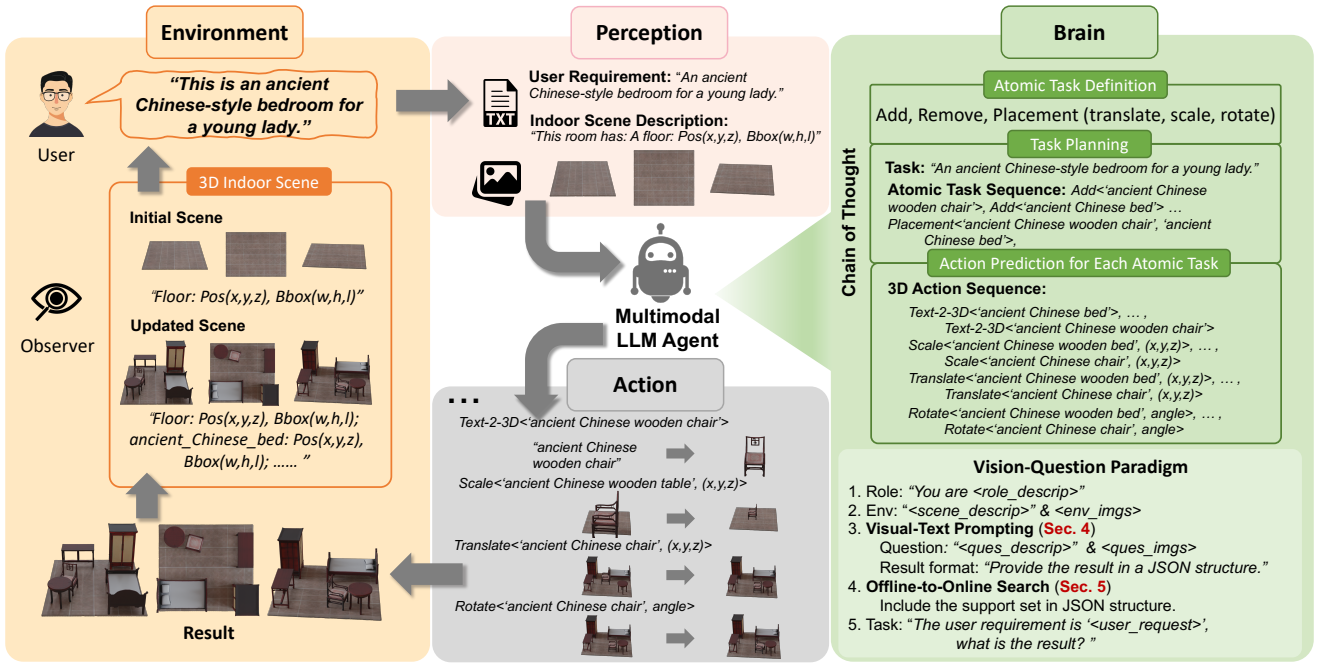 Environment
"This is an ancient
Chinese-style bedroom for
a young lady."
User
3D Indoor Scene
Initial Scene
"Floor: Pos(x,y,z), Bbox(w,h,l)"
Updated Scene
Observer
"Floor: Pos(x,y,z), Bbox(w,h,l);
ancient_Chinese_bed: Pos(x,y,z),
Bbox(w,h,l); ...... "
Result
Perception
TXT
User Requirement: "An ancient
Chinese-style bedroom for a young lady."
Indoor Scene Description:
"This room has: A floor: Pos(x,y,z), Bbox(w,h,l)"
Multimodal
LLM Agent
Action
...
Text-2-3D<'ancient Chinese wooden chair'>
"ancient Chinese
wooden chair"
Scale<'ancient Chinese wooden table', (x,y,z)>
Translate<'ancient Chinese chair', (x,y,z)>
Rotate<'ancient Chinese chair', angle>
Brain
Chain of Thought
Atomic Task Definition
Add, Remove, Placement (translate, scale, rotate)
Task Planning
Task: "An ancient Chinese-style bedroom for a young lady."
Atomic Task Sequence: Add<'ancient Chinese
wooden chair'>, Add<'ancient Chinese bed'> ...
Placement<'ancient Chinese wooden chair', 'ancient
Chinese bed'>,
Action Prediction for Each Atomic Task
3D Action Sequence:
Text-2-3D<'ancient Chinese bed'>, ... ,
Text-2-3D<'ancient Chinese wooden chair'>
Scale<'ancient Chinese wooden bed', (x,y,z)>, ... ,
Scale<'ancient Chinese chair', (x,y,z)>
Translate<'ancient Chinese wooden bed', (x,y,z)>, ... ,
Translate<'ancient Chinese chair', (x,y,z)>
Rotate<'ancient Chinese wooden bed', angle>, ... ,
Rotate<'ancient Chinese chair', angle>
Vision-Question Paradigm
1. Role: "You are <role_descrip>"
2. Env: "<scene_descrip>" & <env_imgs>
3. Visual-Text Prompting (Sec. 4)
Question: "<ques_descrip>" & <ques_imgs>
Result format: "Provide the result in a JSON structure."
4. Offline-to-Online Search (Sec. 5)
Include the support set in JSON structure.
5. Task: "The user requirement is '<user_request>',
what is the result? "